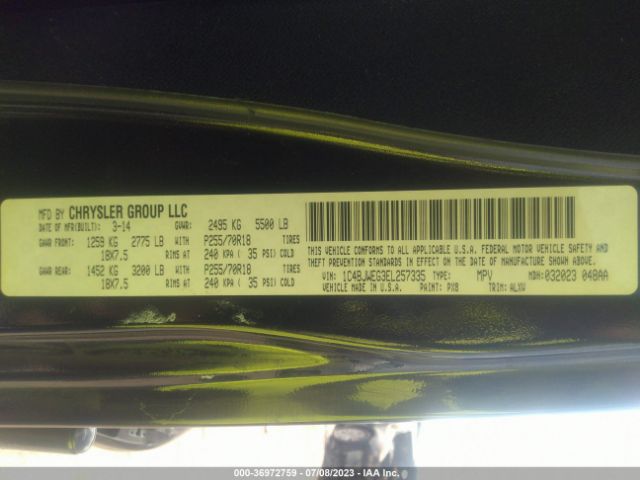 MFD BY CHRYSLER GROUP LLC
DATE OF MFR(BUILT): 3-14 GVWR: 2495 KG 5500 LB
GAWR FRONT: 1259 KG 2775 LB WITH P255/70R18 TIRES
18X7.5 RIMS AT 240 KPA ( 35 PSI) COLD
GAWR REAR: 1452 KG 3200 LB WITH P255/70R18 TIRES
18X7.5 RIMS AT 240 KPA ( 35 PSI) COLD
THIS VEHICLE CONFORMS TO ALL APPLICABLE U.S.A. FEDERAL MOTOR VEHICLE SAFETY AND
THEFT PREVENTION STANDARDS IN EFFECT ON THE DATE OF MANUFACTURE SHOWN ABOVE.
VIN: 1C4BJWEG3EL257335 TYPE: MPV MDH: 032023 048AA
VEHICLE MADE IN U.S.A. PAINT: PX8 TRIM: ALXW
000-36972759 - 07/08/2023 - IAA Inc.